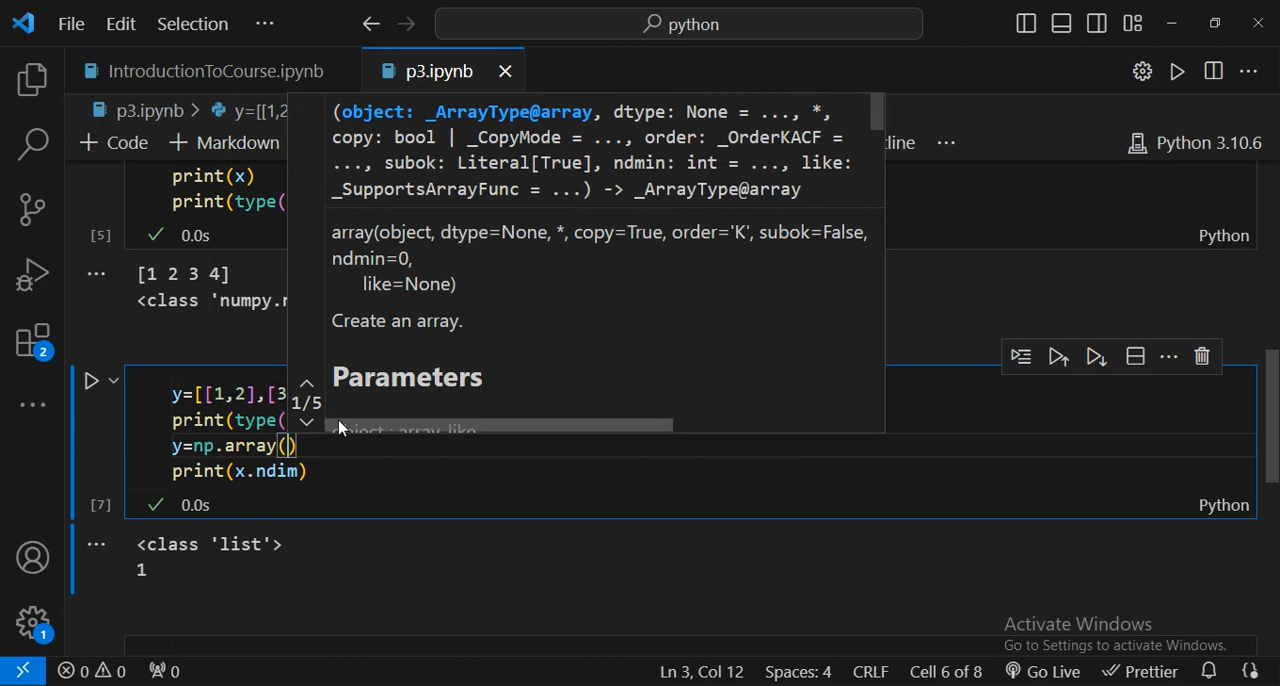 File Edit Selection ··· python
IntroductionToCourse.ipynb p3.ipynb
p3.ipynb > y=[[1,2
+ Code + Markdown line ··· Python 3.10.6
(object: _ArrayType@array, dtype: None = ..., *,
copy: bool | _CopyMode = ..., order: _OrderKACF =
..., subok: Literal[True], ndmin: int = ..., like:
_SupportsArrayFunc = ...) -> _ArrayType@array
array(object, dtype=None, *, copy=True, order='K', subok=False,
ndmin=0,
like=None)
Create an array.
Parameters
object : array_like
1/5
print(x)
print(type(
[5] 0.0s Python
[1 2 3 4]
<class 'numpy.n
y=[[1,2],[3
print(type(
y=np.array()
print(x.ndim)
[7] 0.0s Python
<class 'list'>
1
2
1
Activate Windows
Go to Settings to activate Windows.
0 0 0 Ln 3, Col 12 Spaces: 4 CRLF Cell 6 of 8 Go Live Prettier